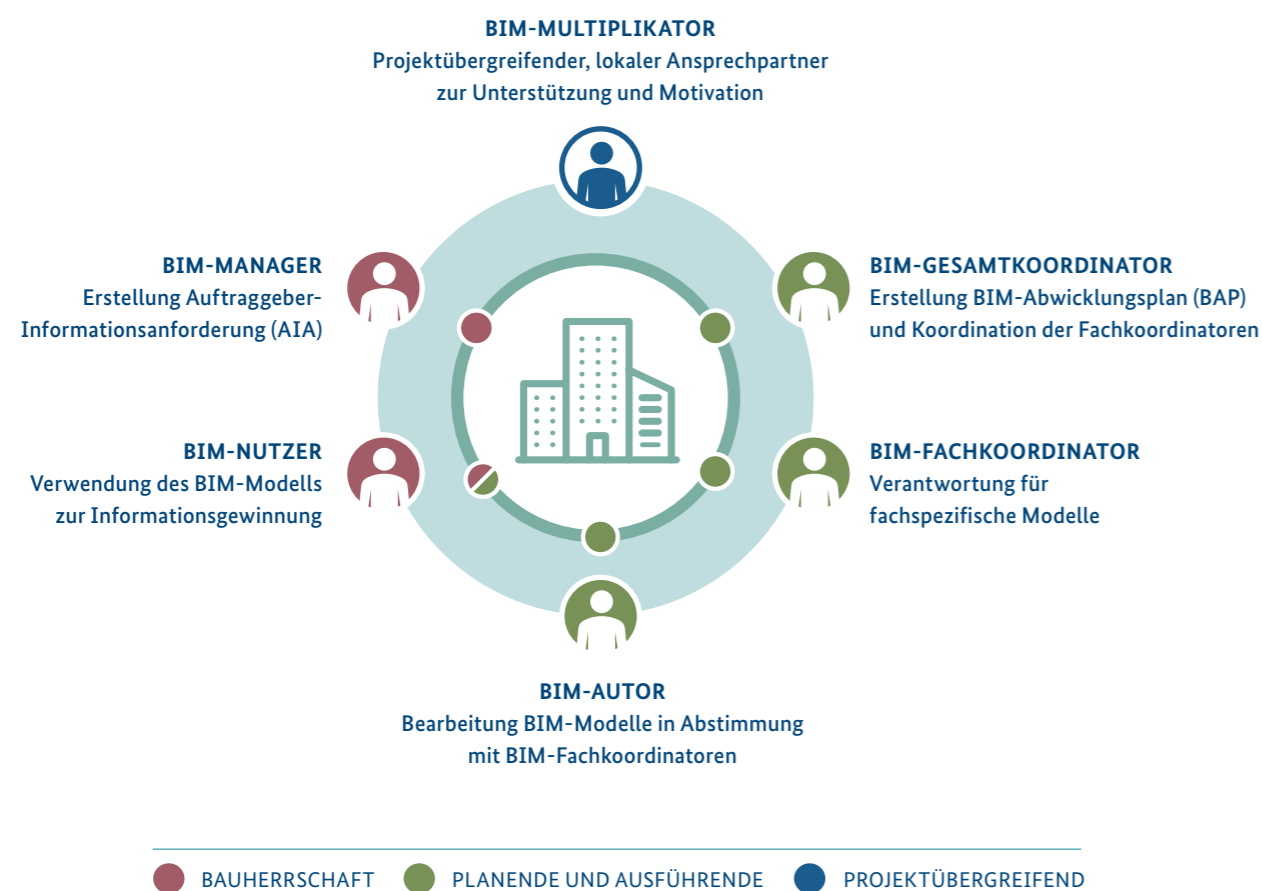 BIM-MULTIPLIKATOR
Projektübergreifender, lokaler Ansprechpartner
zur Unterstützung und Motivation
BIM-MANAGER
Erstellung Auftraggeber-
Informationsanforderung (AIA)
BIM-GESAMTKOORDINATOR
Erstellung BIM-Abwicklungsplan (BAP)
und Koordination der Fachkoordinatoren
BIM-NUTZER
Verwendung des BIM-Modells
zur Informationsgewinnung
BIM-FACHKOORDINATOR
Verantwortung für
fachspezifische Modelle
BIM-AUTOR
Bearbeitung BIM-Modelle in Abstimmung
mit BIM-Fachkoordinatoren
BAUHERRSCHAFT PLANENDE UND AUSFÜHRENDE PROJEKTÜBERGREIFEND